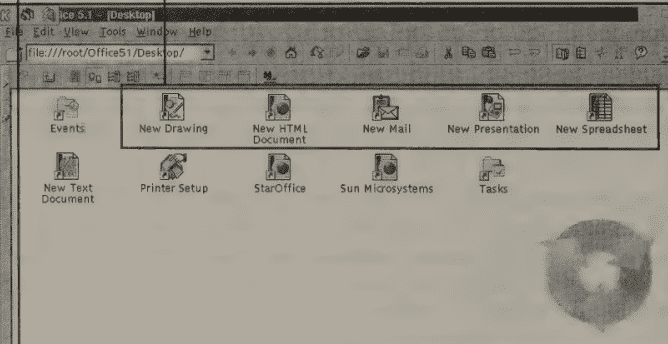 ice 5.1 - [Desktop]
File Edit View Tools Window Help
file:///root/Office51/Desktop/
Events New Drawing New HTML Document New Mail New Presentation New Spreadsheet
New Text Document Printer Setup StarOffice Sun Microsystems Tasks